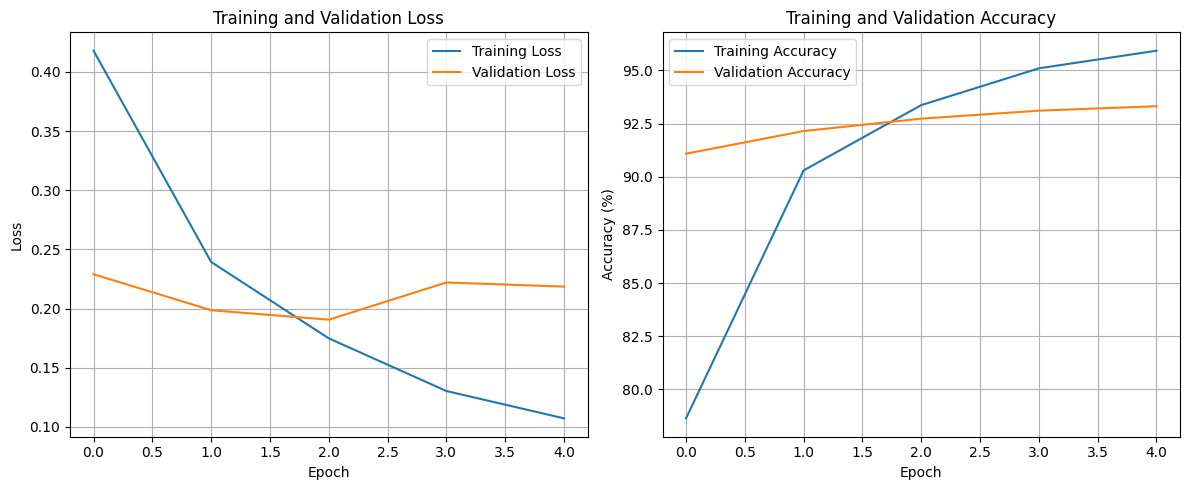 Training and Validation Loss
Training Loss
Validation Loss
0.40
0.35
0.30
0.25
0.20
0.15
0.10
Loss
0.0 0.5 1.0 1.5 2.0 2.5 3.0 3.5 4.0
Epoch
Training and Validation Accuracy
Training Accuracy
Validation Accuracy
95.0
92.5
90.0
87.5
85.0
82.5
80.0
Accuracy (%)
0.0 0.5 1.0 1.5 2.0 2.5 3.0 3.5 4.0
Epoch